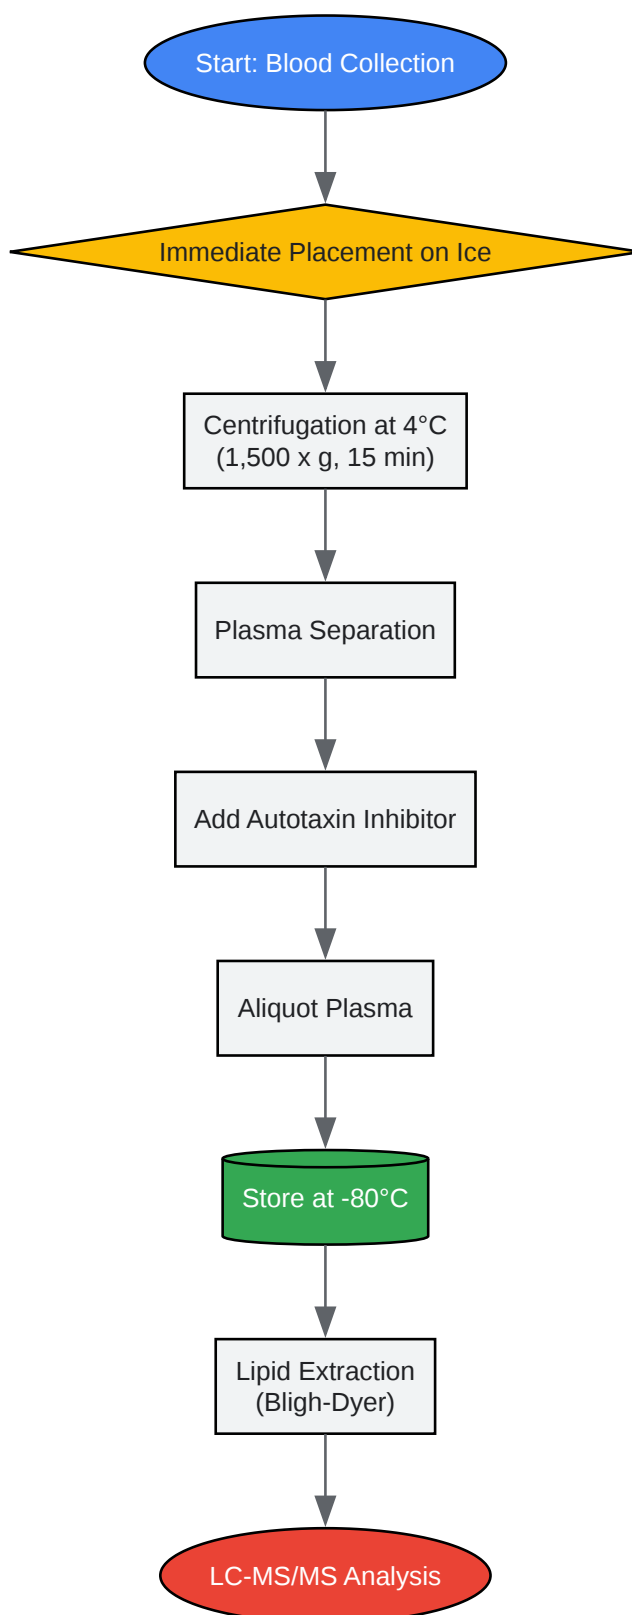 Start: Blood Collection
Immediate Placement on Ice
Centrifugation at 4°C
(1,500 x g, 15 min)
Plasma Separation
Add Autotaxin Inhibitor
Aliquot Plasma
Store at -80°C
Lipid Extraction
(Bligh-Dyer)
LC-MS/MS Analysis